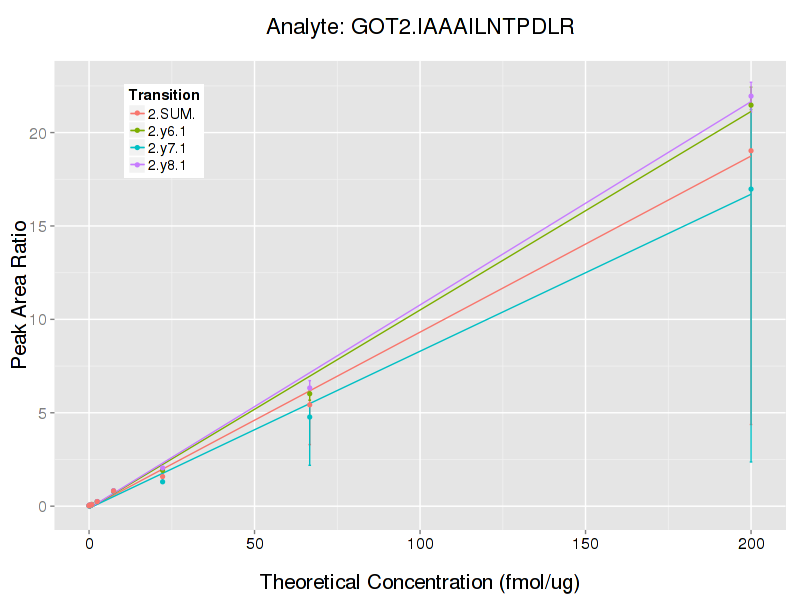 Analyte: GOT2.IAAAILNTPDLR
Transition
2.SUM.
2.y6.1
2.y7.1
2.y8.1
Peak Area Ratio
20
15
10
5
0
0 50 100 150 200
Theoretical Concentration (fmol/ug)